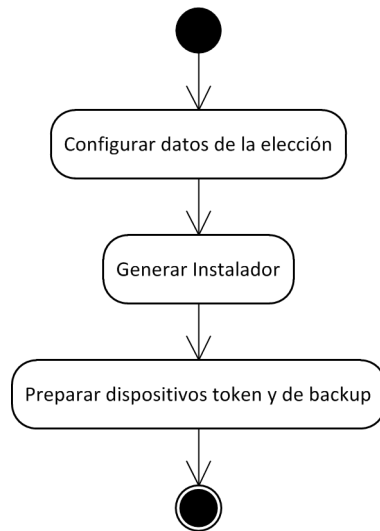 Configurar datos de la elección
Generar Instalador
Preparar dispositivos token y de backup